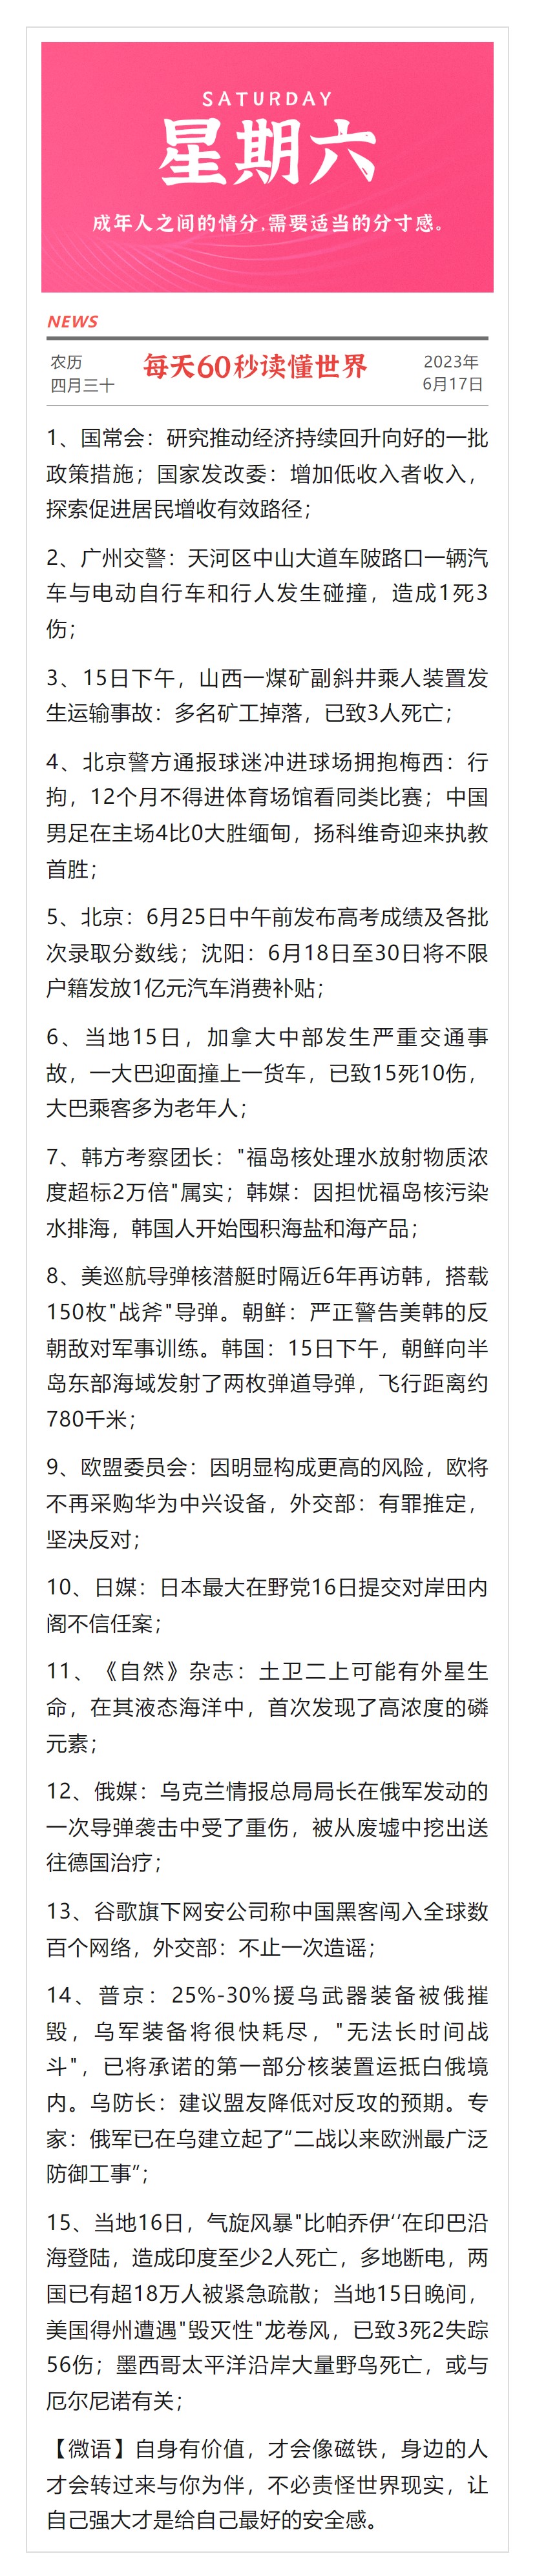 SATURDAY
星期六
成年人之间的情分,需要适当的分寸感。
NEWS
农历
四月三十
每天60秒读懂世界
2023年
6月17日
1、国常会：研究推动经济持续回升向好的一批
政策措施；国家发改委：增加低收入者收入，
探索促进居民增收有效路径；
2、广州交警：天河区中山大道车陂路口一辆汽
车与电动自行车和行人发生碰撞，造成1死3
伤；
3、15日下午，山西一煤矿副斜井乘人装置发
生运输事故：多名矿工掉落，已致3人死亡；
4、北京警方通报球迷冲进球场拥抱梅西：行
拘，12个月不得进体育场馆看同类比赛；中国
男足在主场4比0大胜缅甸，扬科维奇迎来执教
首胜；
5、北京：6月25日中午前发布高考成绩及各批
次录取分数线；沈阳：6月18日至30日将不限
户籍发放1亿元汽车消费补贴；
6、当地15日，加拿大中部发生严重交通事
故，一大巴迎面撞上一货车，已致15死10伤，
大巴乘客多为老年人；
7、韩方考察团长："福岛核处理水放射物质浓
度超标2万倍"属实；韩媒：因担忧福岛核污染
水排海，韩国人开始囤积海盐和海产品；
8、美巡航导弹核潜艇时隔近6年再访韩，搭载
150枚"战斧"导弹。朝鲜：严正警告美韩的反
朝敌对军事训练。韩国：15日下午，朝鲜向半
岛东部海域发射了两枚弹道导弹，飞行距离约
780千米；
9、欧盟委员会：因明显构成更高的风险，欧将
不再采购华为中兴设备，外交部：有罪推定，
坚决反对；
10、日媒：日本最大在野党16日提交对岸田内
阁不信任案；
11、《自然》杂志：土卫二上可能有外星生
命，在其液态海洋中，首次发现了高浓度的磷
元素；
12、俄媒：乌克兰情报总局局长在俄军发动的
一次导弹袭击中受了重伤，被从废墟中挖出送
往德国治疗；
13、谷歌旗下网安公司称中国黑客闯入全球数
百个网络，外交部：不止一次造谣；
14、普京：25%-30%援乌武器装备被俄摧
毁，乌军装备将很快耗尽，"无法长时间战
斗"，已将承诺的第一部分核装置运抵白俄境
内。乌防长：建议盟友降低对反攻的预期。专
家：俄军已在乌建立起了“二战以来欧洲最广泛
防御工事”；
15、当地16日，气旋风暴"比帕乔伊‘’在印巴沿
海登陆，造成印度至少2人死亡，多地断电，两
国已有超18万人被紧急疏散；当地15日晚间，
美国得州遭遇"毁灭性"龙卷风，已致3死2失踪
56伤；墨西哥太平洋沿岸大量野鸟死亡，或与
厄尔尼诺有关；
【微语】自身有价值，才会像磁铁，身边的人
才会转过来与你为伴，不必责怪世界现实，让
自己强大才是给自己最好的安全感。